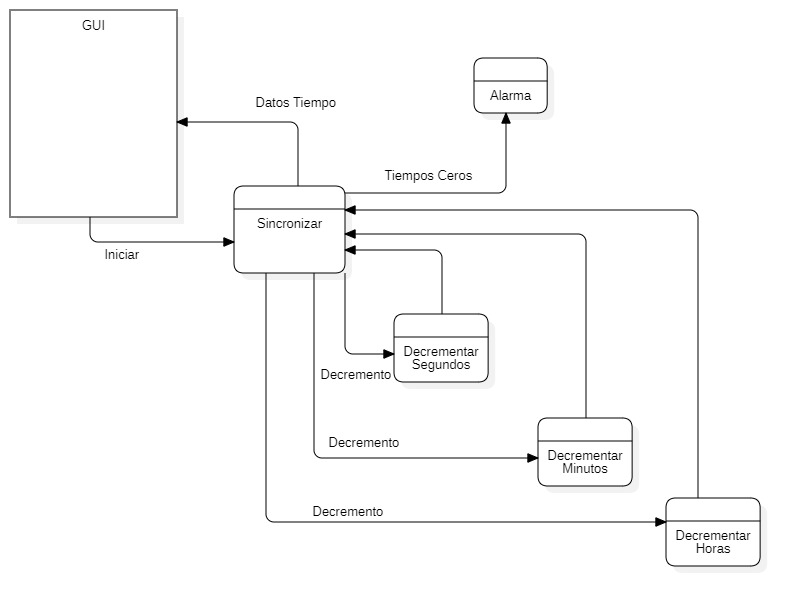 GUI
Datos Tiempo
Alarma
Tiempos Ceros
Sincronizar
Iniciar
Decrementar
Segundos
Decremento
Decremento
Decrementar
Minutos
Decremento
Decrementar
Horas